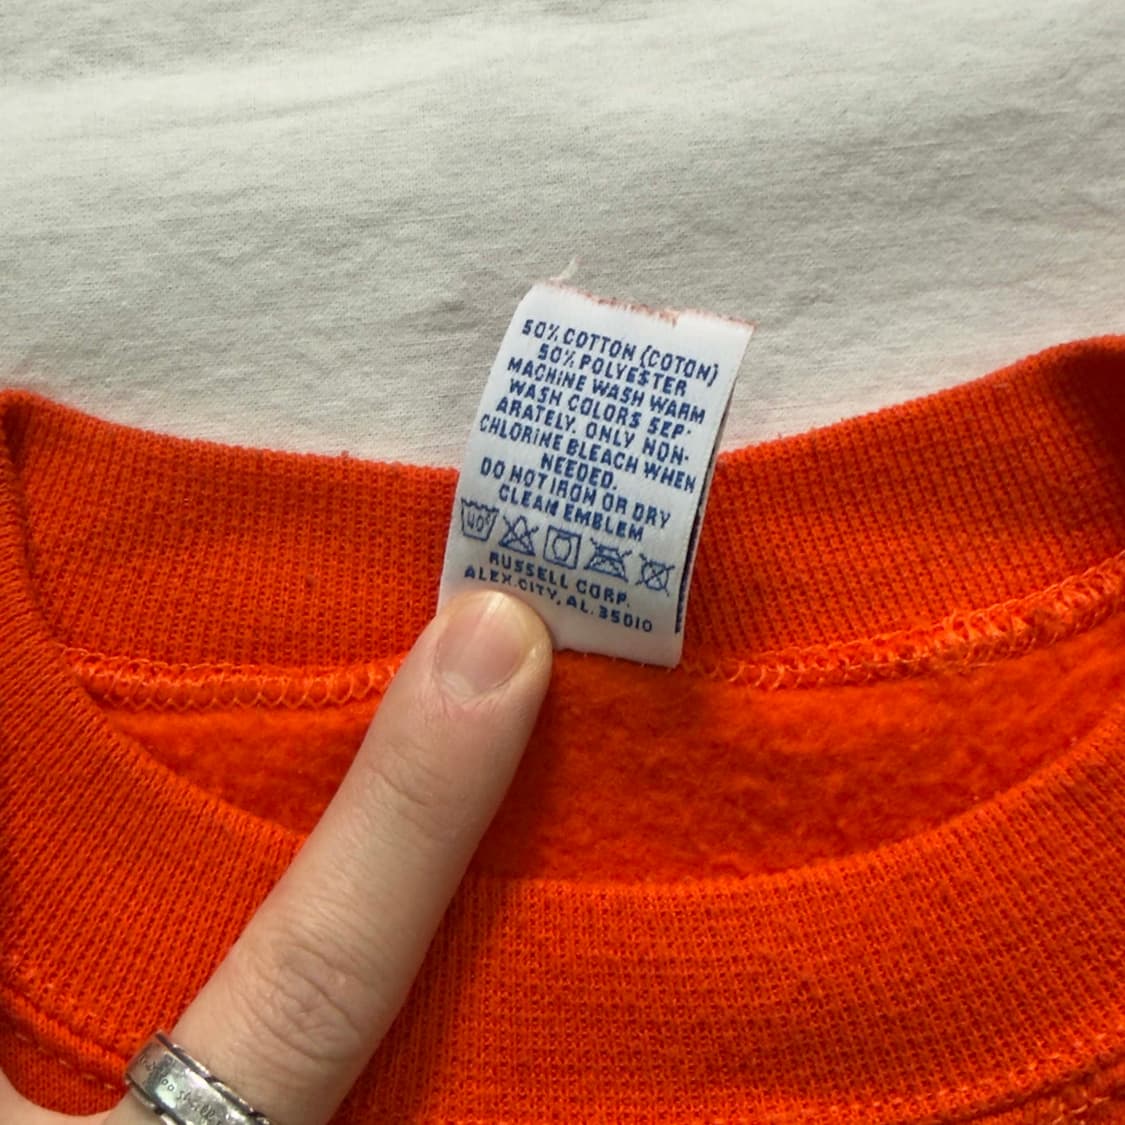 50% COTTON (COTON)
50% POLYESTER
MACHINE WASH WARM
WASH COLORS SEP-
ARATELY. ONLY NON-
CHLORINE BLEACH WHEN
NEEDED.
DO NOT IRON OR DRY
CLEAN EMBLEM
40°
RUSSELL CORP.
ALEX.CITY, AL. 35010